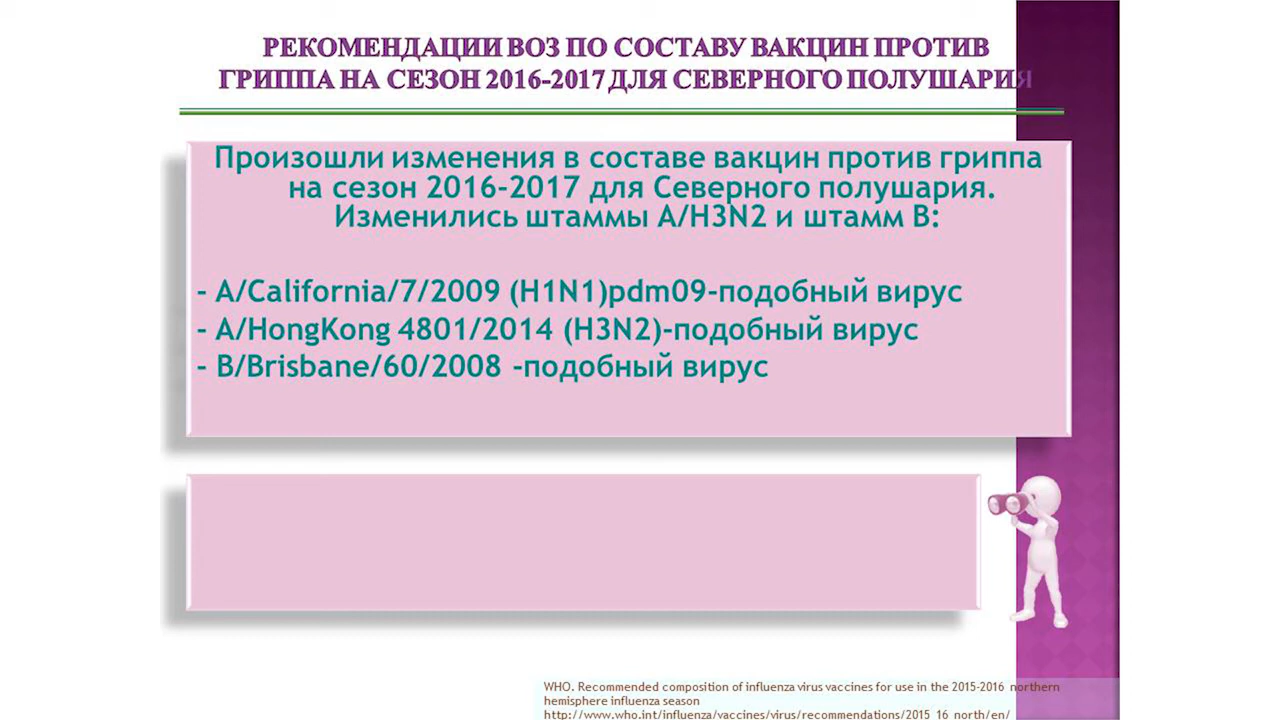 РЕКОМЕНДАЦИИ ВОЗ ПО СОСТАВУ ВАКЦИН ПРОТИВ
ГРИППА НА СЕЗОН 2016-2017 ДЛЯ СЕВЕРНОГО ПОЛУШАРИЯ
Произошли изменения в составе вакцин против гриппа
на сезон 2016-2017 для Северного полушария.
Изменились штаммы A/H3N2 и штамм B:
- A/California/7/2009 (H1N1)pdm09-подобный вирус
- A/HongKong 4801/2014 (H3N2)-подобный вирус
- B/Brisbane/60/2008 -подобный вирус
WHO. Recommended composition of influenza virus vaccines for use in the 2015-2016 northern
hemisphere influenza season
http://www.who.int/influenza/vaccines/virus/recommendations/2015_16_north/en/